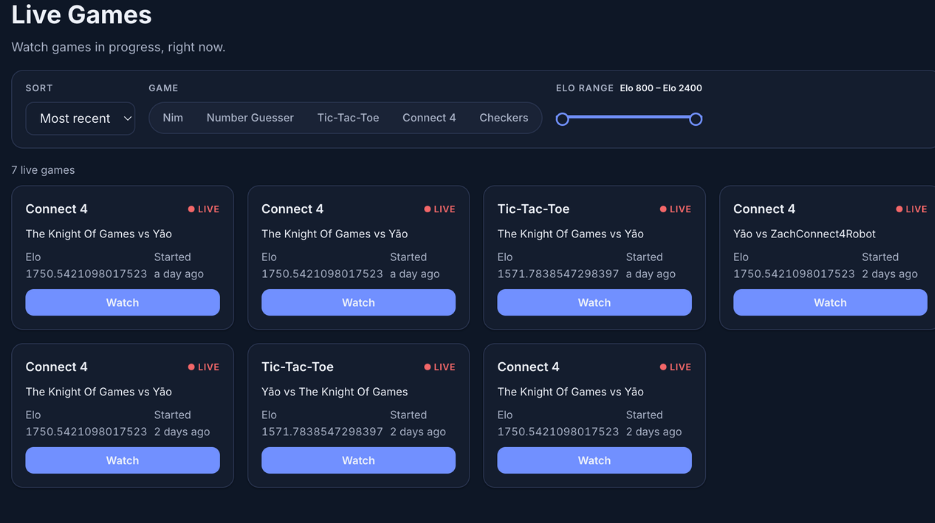 Live Games
Watch games in progress, right now.
SORT
Most recent
GAME
Nim
Number Guesser
Tic-Tac-Toe
Connect 4
Checkers
ELO RANGE Elo 800 – Elo 2400
7 live games
Connect 4
LIVE
The Knight Of Games vs Yāo
Elo
Started
1750.5421098017523
a day ago
Watch
Connect 4
LIVE
The Knight Of Games vs Yāo
Elo
Started
1750.5421098017523
a day ago
Watch
Tic-Tac-Toe
LIVE
The Knight Of Games vs Yāo
Elo
Started
1571.7838547298397
a day ago
Watch
Connect 4
LIVE
Yāo vs ZachConnect4Robot
Elo
Started
1750.5421098017523
2 days ago
Watch
Connect 4
LIVE
The Knight Of Games vs Yāo
Elo
Started
1750.5421098017523
2 days ago
Watch
Tic-Tac-Toe
LIVE
Yāo vs The Knight Of Games
Elo
Started
1571.7838547298397
2 days ago
Watch
Connect 4
LIVE
The Knight Of Games vs Yāo
Elo
Started
1750.5421098017523
2 days ago
Watch